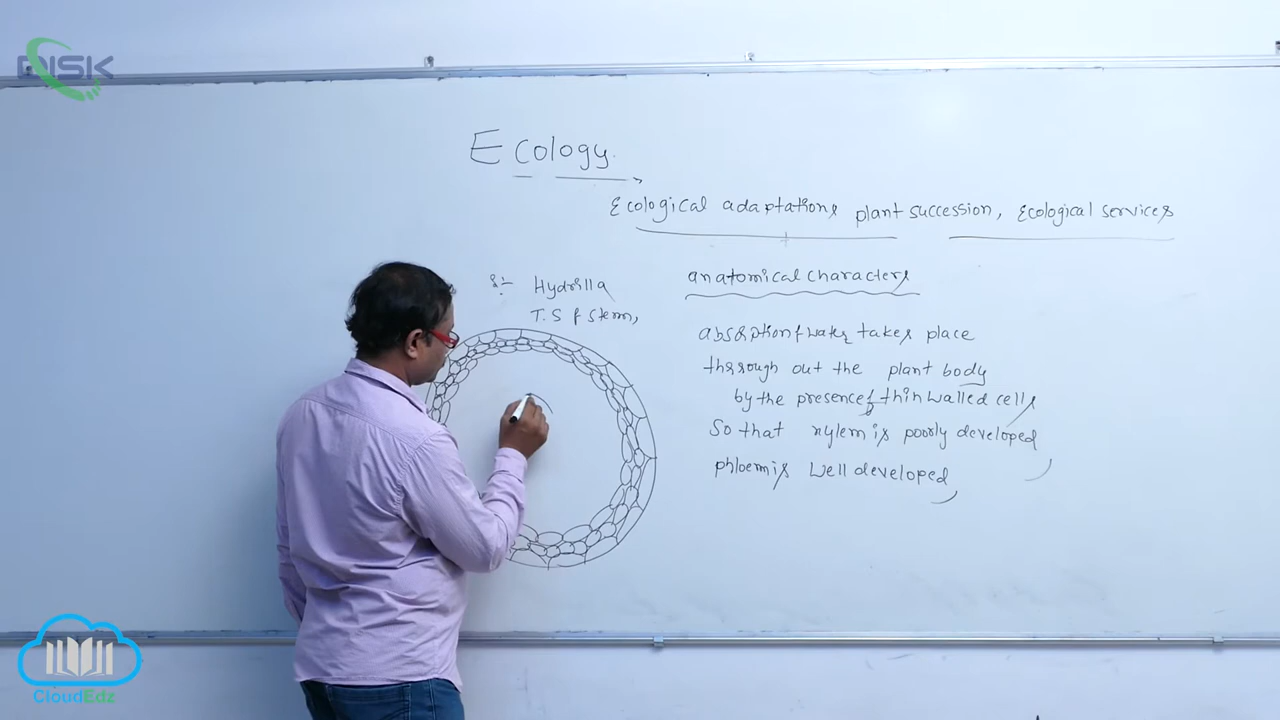 DISK
Ecology.
Ecological adaptations plant succession, Ecological services
Hydrilla
T.S of Stem,
anatomical characters
absorption of water takes place
through out the plant body
by the presence of thin walled cells
So that xylem is poorly developed
phloem is well developed
CloudEdz